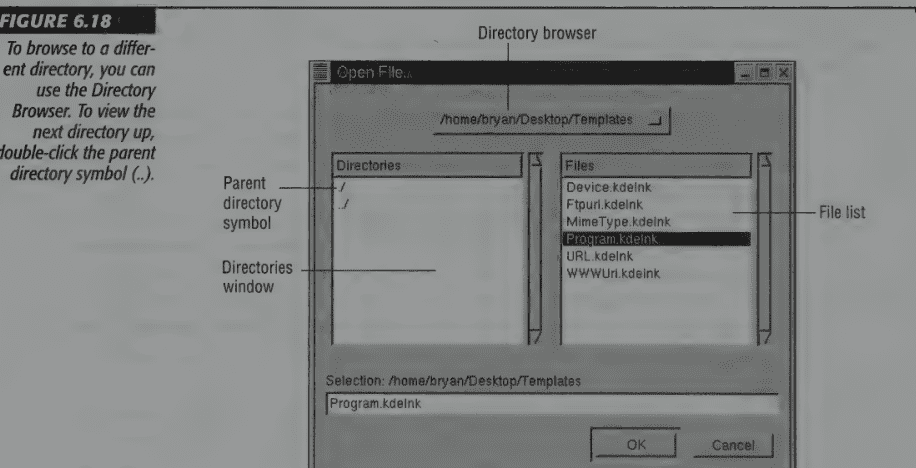 FIGURE 6.18
To browse to a differ-
ent directory, you can
use the Directory
Browser. To view the
next directory up,
double-click the parent
directory symbol (..).
Directory browser
Open File...
/home/bryan/Desktop/Templates
Directories
/
../
Files
Device.kdelnk
Ftpurl.kdelnk
MimeType.kdelnk
Program.kdelnk
URL.kdelnk
WWWUrl.kdelnk
Parent
directory
symbol
Directories
window
File list
Selection: /home/bryan/Desktop/Templates
Program.kdelnk
OK
Cancel